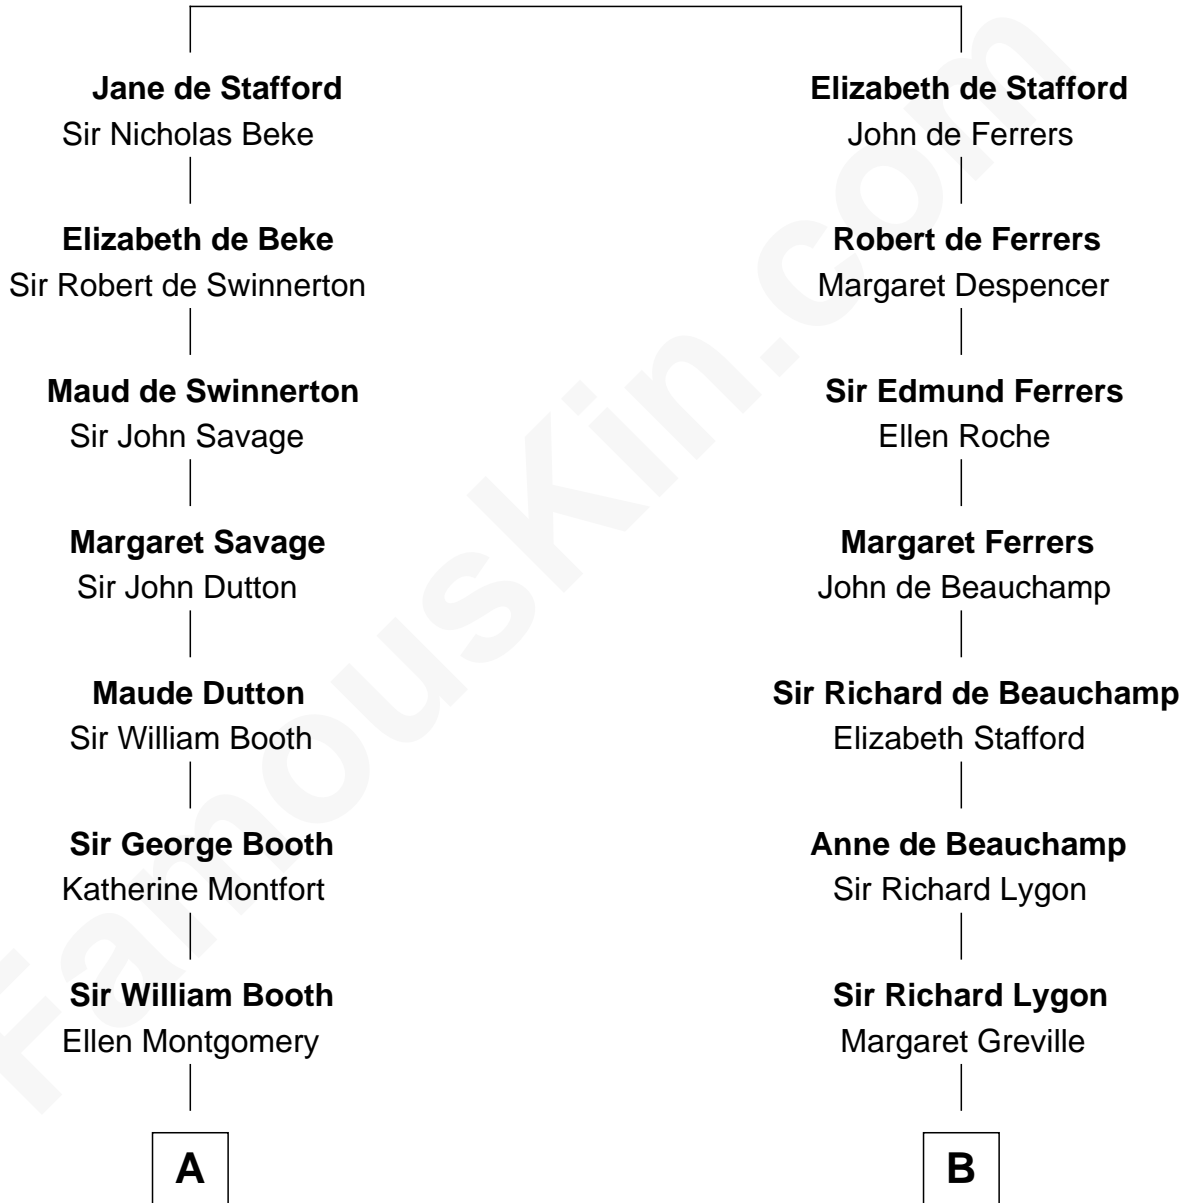 Jane de Stafford
Sir Nicholas Beke
Elizabeth de Beke
Sir Robert de Swinnerton
Maud de Swinnerton
Sir John Savage
Margaret Savage
Sir John Dutton
Maude Dutton
Sir William Booth
Sir George Booth
Katherine Montfort
Sir William Booth
Ellen Montgomery
A
Elizabeth de Stafford
John de Ferrers
Robert de Ferrers
Margaret Despencer
Sir Edmund Ferrers
Ellen Roche
Margaret Ferrers
John de Beauchamp
Sir Richard de Beauchamp
Elizabeth Stafford
Anne de Beauchamp
Sir Richard Lygon
Sir Richard Lygon
Margaret Greville
B
FamousKin.com